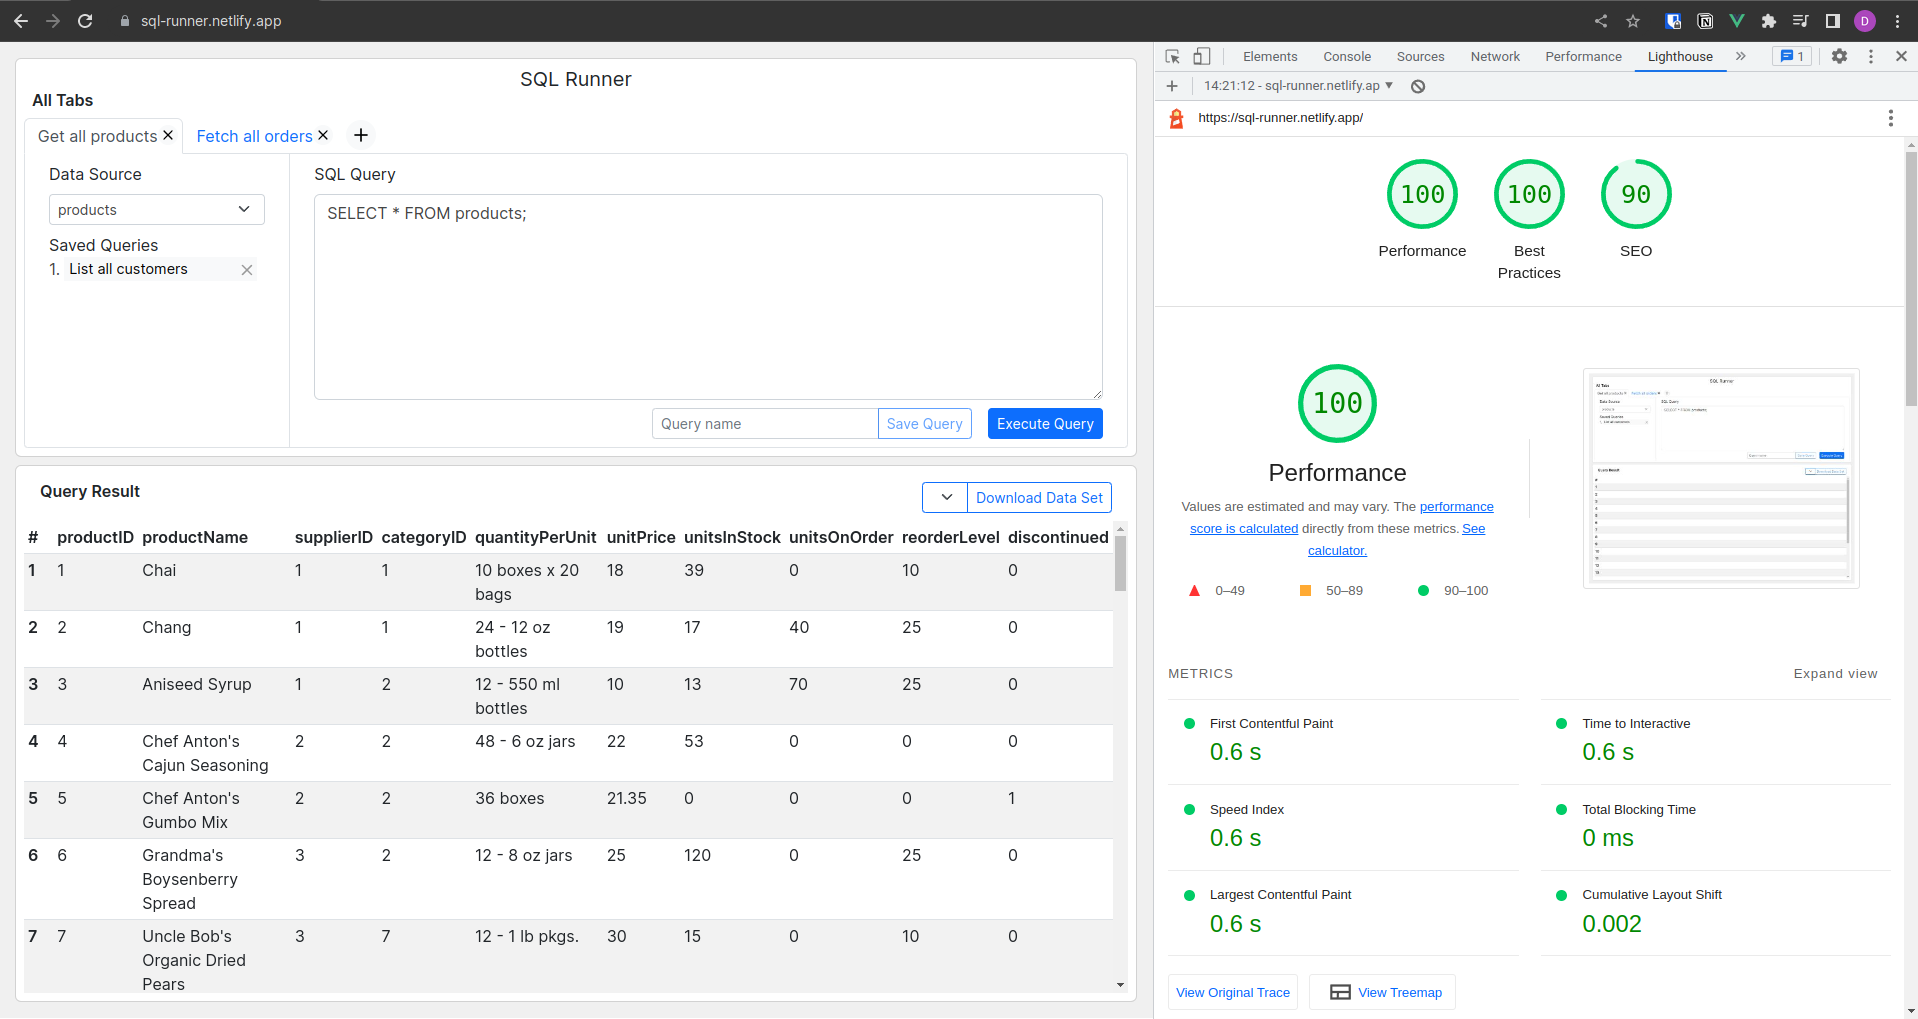 sql-runner.netlify.app
D
SQL Runner
All Tabs
Get all products
Fetch all orders
Data Source
products
Saved Queries
1. List all customers
SQL Query
SELECT * FROM products;
Query name
Save Query
Execute Query
Query Result
Download Data Set
# productID productName supplierID categoryID quantityPerUnit unitPrice unitsInStock unitsOnOrder reorderLevel discontinued
1 1 Chai 1 1 10 boxes x 20 18 39 0 10 0
bags
2 2 Chang 1 1 24 - 12 oz 19 17 40 25 0
bottles
3 3 Aniseed Syrup 1 2 12 - 550 ml 10 13 70 25 0
bottles
4 4 Chef Anton's 2 2 48 - 6 oz jars 22 53 0 0 0
Cajun Seasoning
5 5 Chef Anton's 2 2 36 boxes 21.35 0 0 0 1
Gumbo Mix
6 6 Grandma's 3 2 12 - 8 oz jars 25 120 0 25 0
Boysenberry
Spread
7 7 Uncle Bob's 3 7 12 - 1 lb pkgs. 30 15 0 10 0
Organic Dried
Pears
Elements Console Sources Network Performance Lighthouse 1
14:21:12 - sql-runner.netlify.ap
https://sql-runner.netlify.app/
100 100 90
Performance Best SEO
Practices
100
Performance
Values are estimated and may vary. The performance
score is calculated directly from these metrics. See
calculator.
0–49 50–89 90–100
METRICS Expand view
First Contentful Paint
0.6 s
Time to Interactive
0.6 s
Speed Index
0.6 s
Total Blocking Time
0 ms
Largest Contentful Paint
0.6 s
Cumulative Layout Shift
0.002
View Original Trace
View Treemap